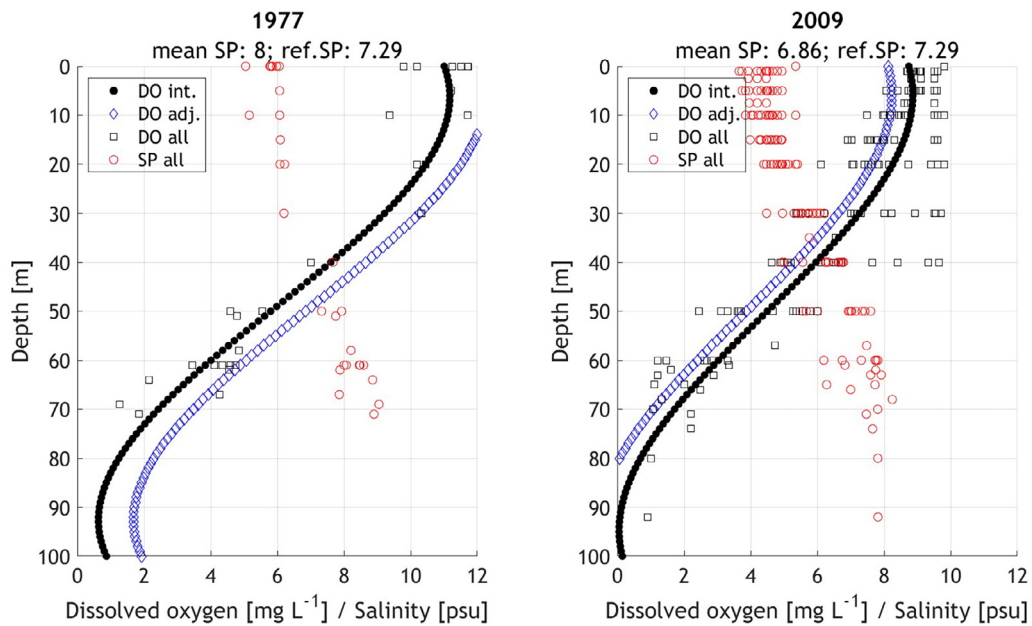 1977
mean SP: 8; ref.SP: 7.29
0
10
20
30
40
50
60
70
80
90
100
Depth [m]
DO int.
DO adj.
DO all
SP all
0 2 4 6 8 10 12
Dissolved oxygen [mg L-1] / Salinity [psu]
2009
mean SP: 6.86; ref.SP: 7.29
0
10
20
30
40
50
60
70
80
90
100
Depth [m]
DO int.
DO adj.
DO all
SP all
0 2 4 6 8 10 12
Dissolved oxygen [mg L-1] / Salinity [psu]